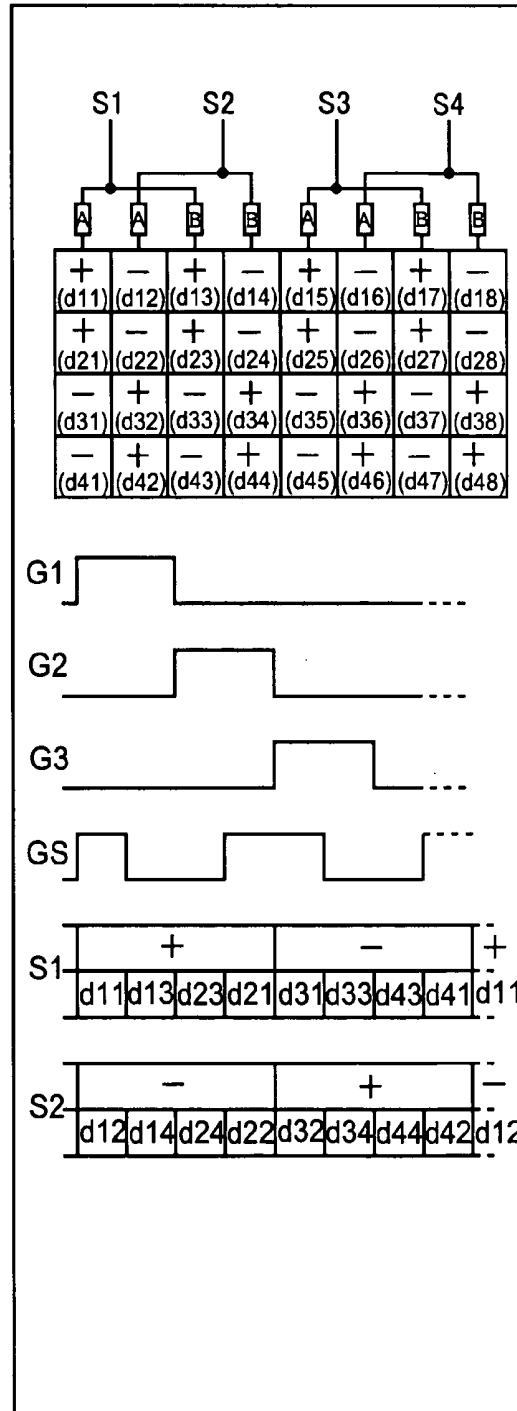 S1 S2 S3 S4
A A B B A A B B
+ − + − + − + −
(d11) (d12) (d13) (d14) (d15) (d16) (d17) (d18)
+ − + − + − + −
(d21) (d22) (d23) (d24) (d25) (d26) (d27) (d28)
− + − + − + − +
(d31) (d32) (d33) (d34) (d35) (d36) (d37) (d38)
− + − + − + − +
(d41) (d42) (d43) (d44) (d45) (d46) (d47) (d48)
G1
G2
G3
GS
+ − +
S1
d11 d13 d23 d21 d31 d33 d43 d41 d11
− + −
S2
d12 d14 d24 d22 d32 d34 d44 d42 d12